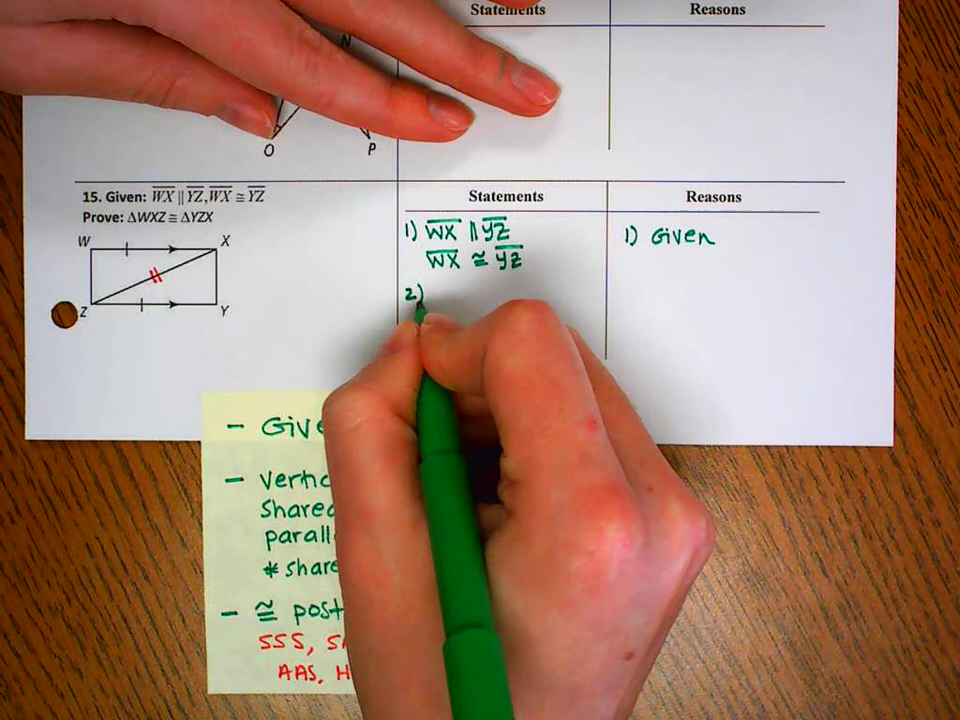 Statements Reasons
N
O P
15. Given: WX ∥ YZ, WX ≅ YZ
Prove: ΔWXZ ≅ ΔYZX
W X
Z Y
Statements Reasons
1) WX ∥ YZ 1) Given
WX ≅ YZ
2)
- Give
- Vertic
Shared
parall
* share
- ≅ post
SSS, S
AAS, H